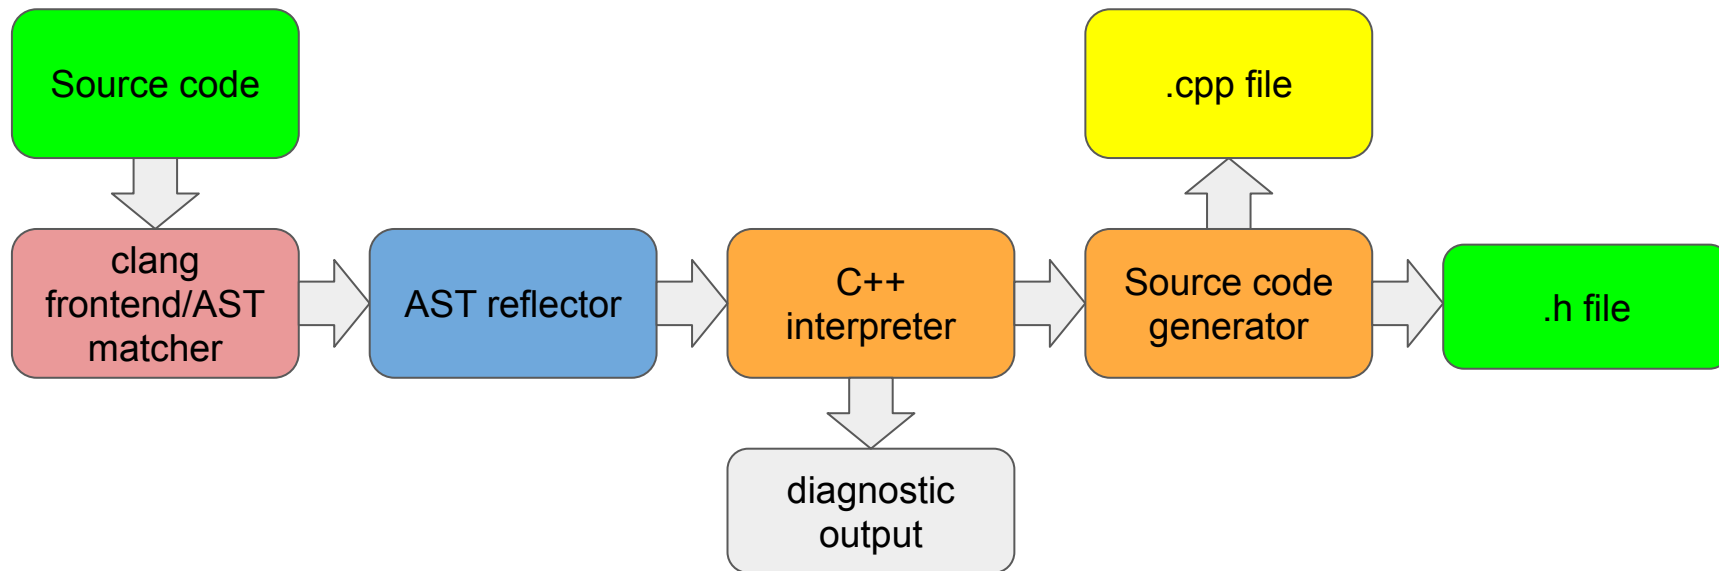 Source code
.cpp file
clang
frontend/AST
matcher
AST reflector
C++
interpreter
Source code
generator
.h file
diagnostic
output